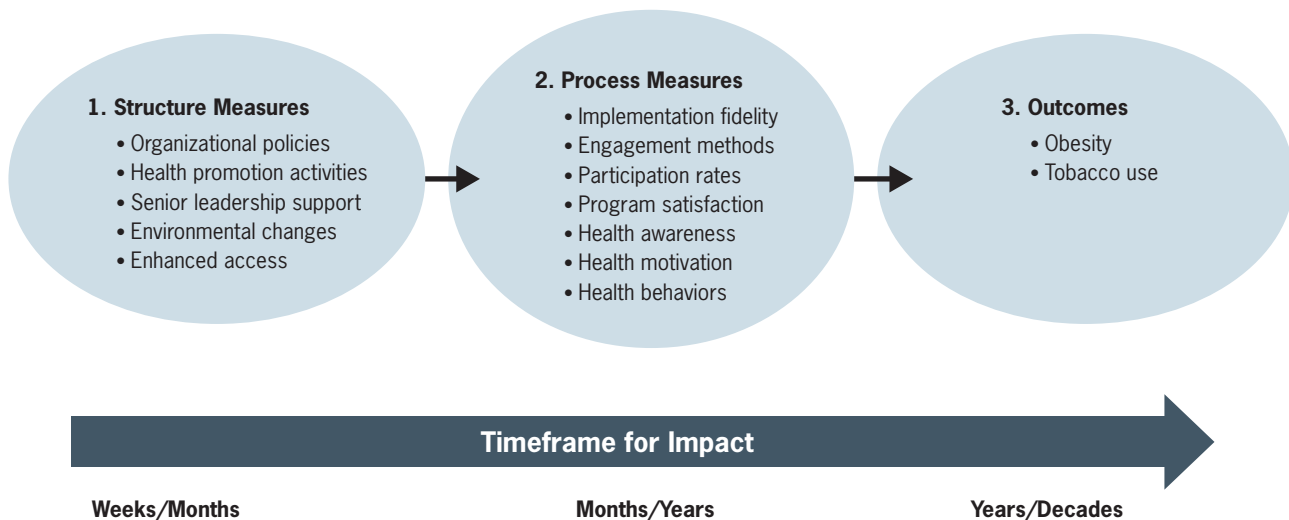 1. Structure Measures
• Organizational policies
• Health promotion activities
• Senior leadership support
• Environmental changes
• Enhanced access
2. Process Measures
• Implementation fidelity
• Engagement methods
• Participation rates
• Program satisfaction
• Health awareness
• Health motivation
• Health behaviors
3. Outcomes
• Obesity
• Tobacco use
Timeframe for Impact
Weeks/Months
Months/Years
Years/Decades